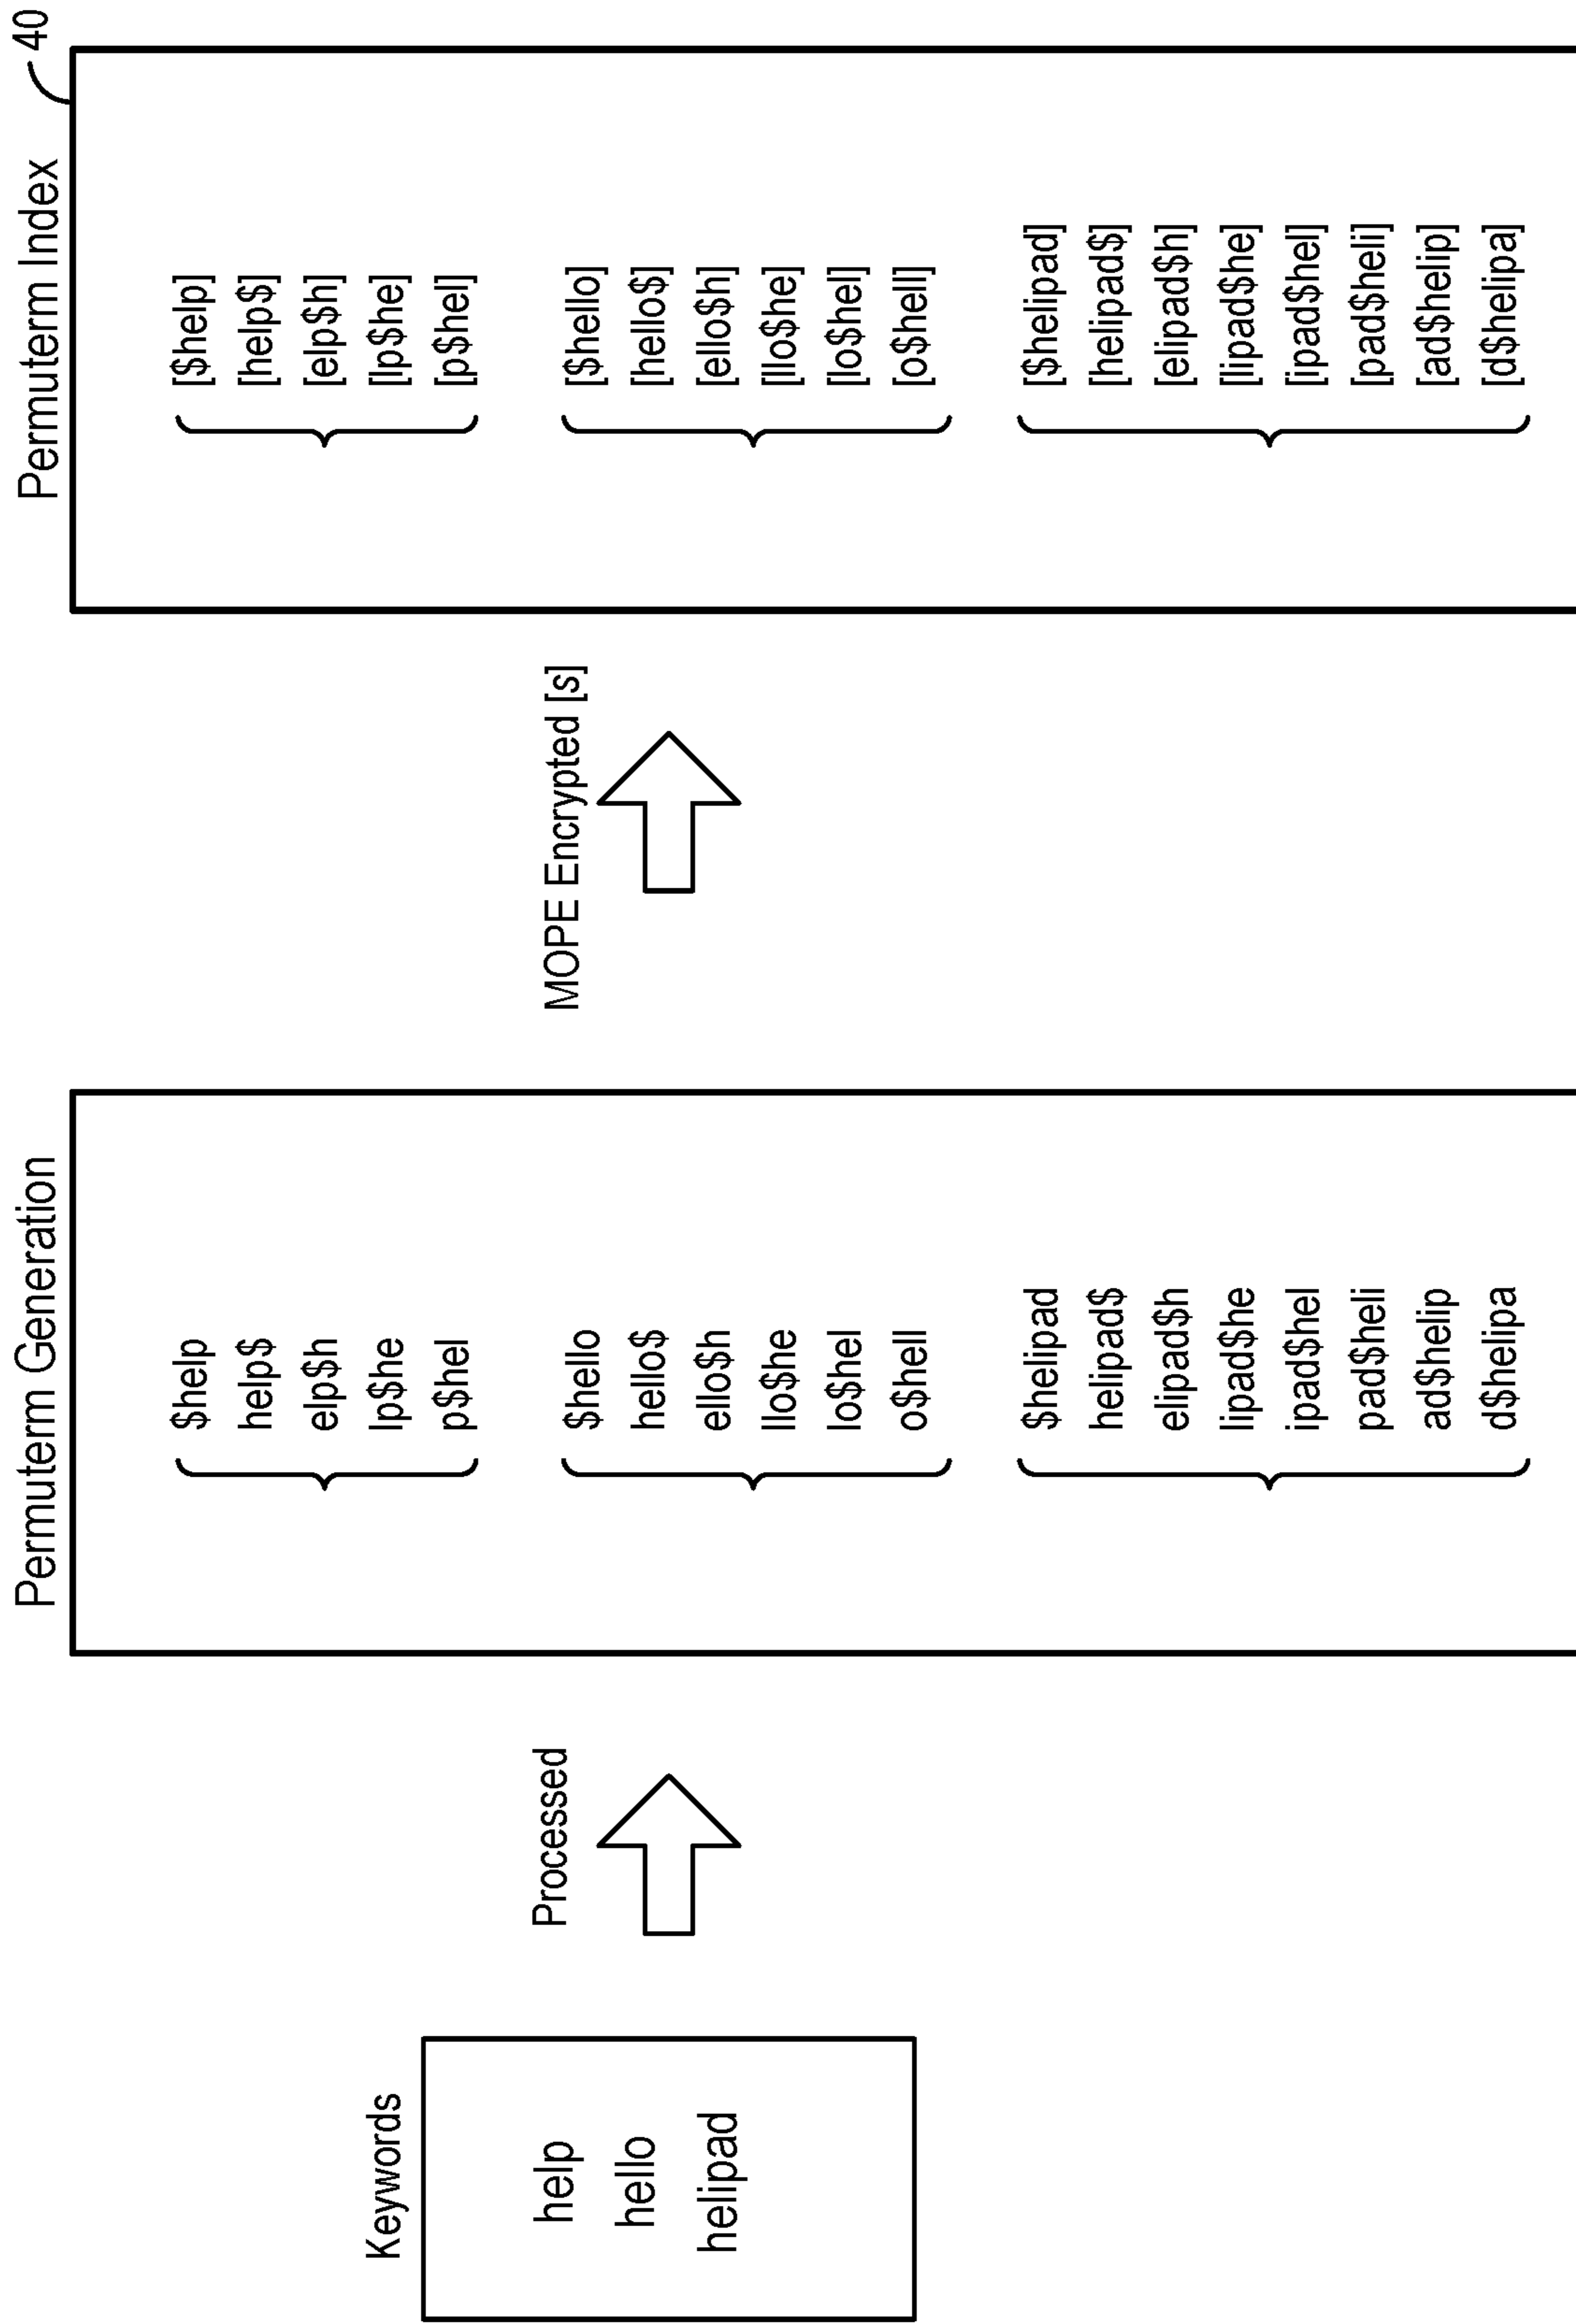 Keywords
help
hello
helipad
Processed
Permuterm Generation
$help
help$
elp$h
lp$he
p$hel
$hello
hello$
ello$h
llo$he
lo$hel
o$hell
$helipad
helipad$
elipad$h
lipad$he
ipad$hel
pad$heli
ad$helip
d$helipa
MOPE Encrypted [s]
Permuterm Index
40
[$help]
[help$]
[elp$h]
[lp$he]
[p$hel]
[$hello]
[hello$]
[ello$h]
[llo$he]
[lo$hel]
[o$hell]
[$helipad]
[helipad$]
[elipad$h]
[lipad$he]
[ipad$hel]
[pad$heli]
[ad$helip]
[d$helipa]